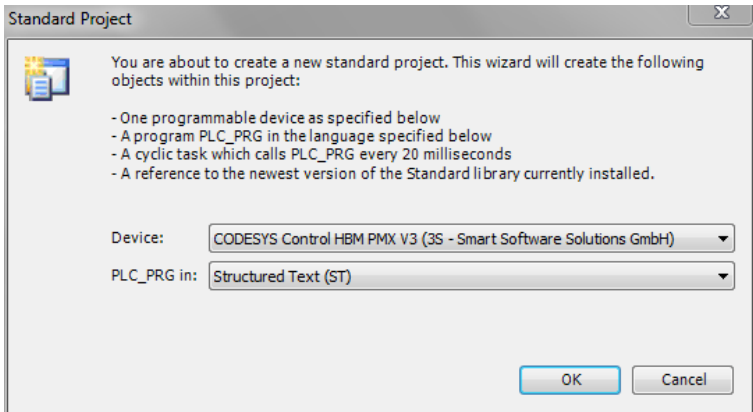 Standard Project
You are about to create a new standard project. This wizard will create the following
objects within this project:
- One programmable device as specified below
- A program PLC_PRG in the language specified below
- A cyclic task which calls PLC_PRG every 20 milliseconds
- A reference to the newest version of the Standard library currently installed.
Device: CODESYS Control HBM PMX V3 (3S - Smart Software Solutions GmbH)
PLC_PRG in: Structured Text (ST)
OK Cancel